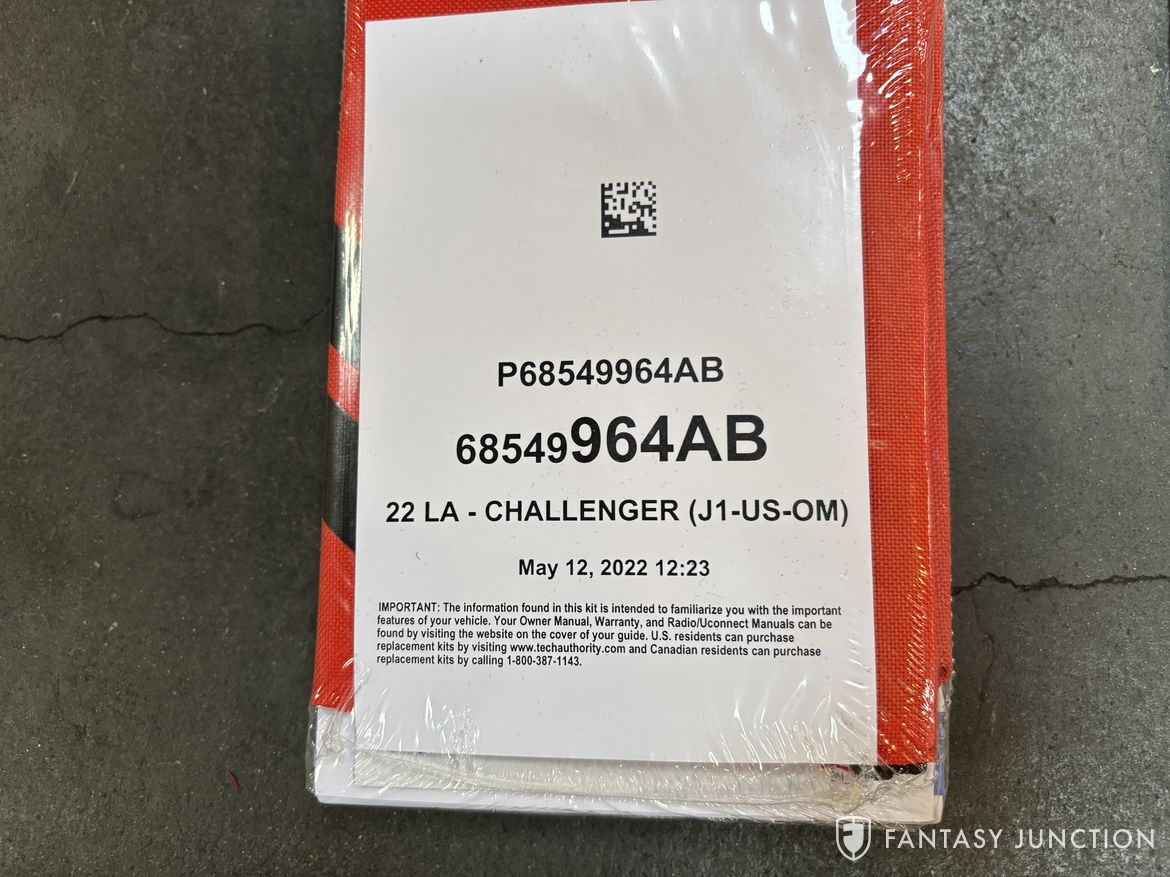 P68549964AB
68549964AB
22 LA - CHALLENGER (J1-US-OM)
May 12, 2022 12:23
IMPORTANT: The information found in this kit is intended to familiarize you with the important
features of your vehicle. Your Owner Manual, Warranty, and Radio/Uconnect Manuals can be
found by visiting the website on the cover of your guide. U.S. residents can purchase
replacement kits by visiting www.techauthority.com and Canadian residents can purchase
replacement kits by calling 1-800-387-1143.
FANTASY JUNCTION